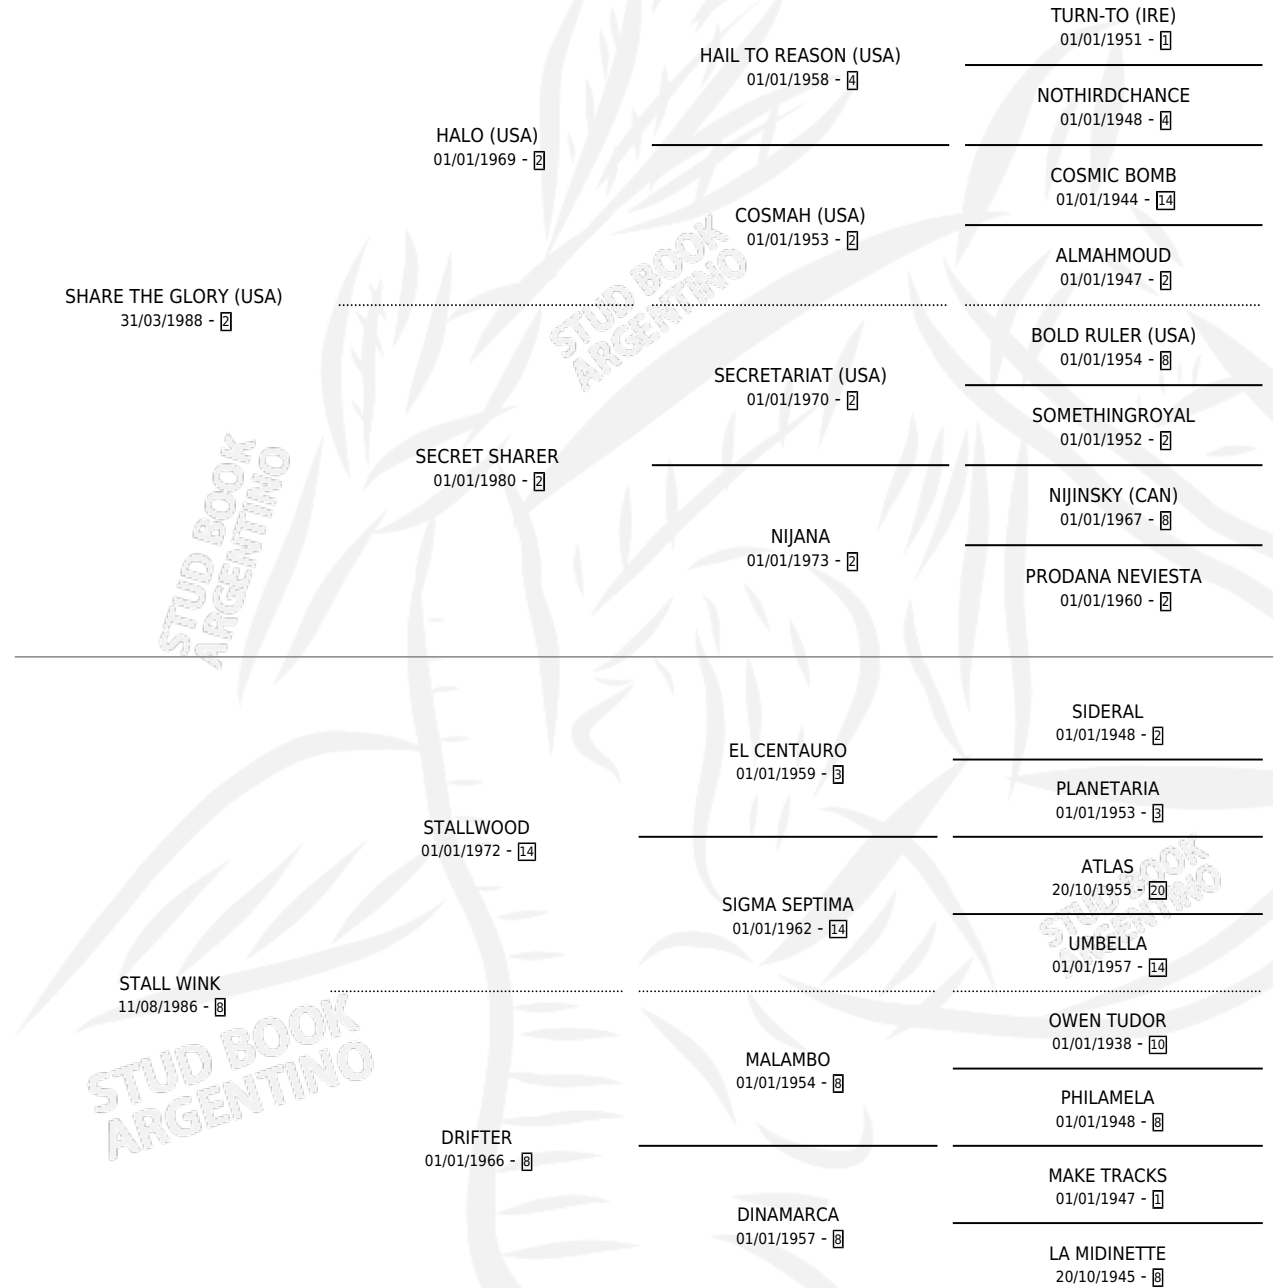 TURN-TO (IRE)
01/01/1951 - 1
HAIL TO REASON (USA)
01/01/1958 - 4
NOTHIRDCHANCE
01/01/1948 - 4
HALO (USA)
01/01/1969 - 2
COSMIC BOMB
01/01/1944 - 14
COSMAH (USA)
01/01/1953 - 2
ALMAHMOUD
01/01/1947 - 2
SHARE THE GLORY (USA)
31/03/1988 - 2
STUD BOOK
ARGENTINO
BOLD RULER (USA)
01/01/1954 - 8
SECRETARIAT (USA)
01/01/1970 - 2
SOMETHINGROYAL
01/01/1952 - 2
SECRET SHARER
01/01/1980 - 2
NIJINSKY (CAN)
01/01/1967 - 8
NIJANA
01/01/1973 - 2
PRODANA NEVIESTA
01/01/1960 - 2
STUD BOOK
ARGENTINO
SIDERAL
01/01/1948 - 2
EL CENTAURO
01/01/1959 - 3
PLANETARIA
01/01/1953 - 3
STALLWOOD
01/01/1972 - 14
ATLAS
20/10/1955 - 20
SIGMA SEPTIMA
01/01/1962 - 14
UMBELLA
01/01/1957 - 14
STUD BOOK
ARGENTINO
STALL WINK
11/08/1986 - 8
OWEN TUDOR
01/01/1938 - 10
MALAMBO
01/01/1954 - 8
PHILAMELA
01/01/1948 - 8
STUD BOOK
ARGENTINO
DRIFTER
01/01/1966 - 8
MAKE TRACKS
01/01/1947 - 1
DINAMARCA
01/01/1957 - 8
LA MIDINETTE
20/10/1945 - 8